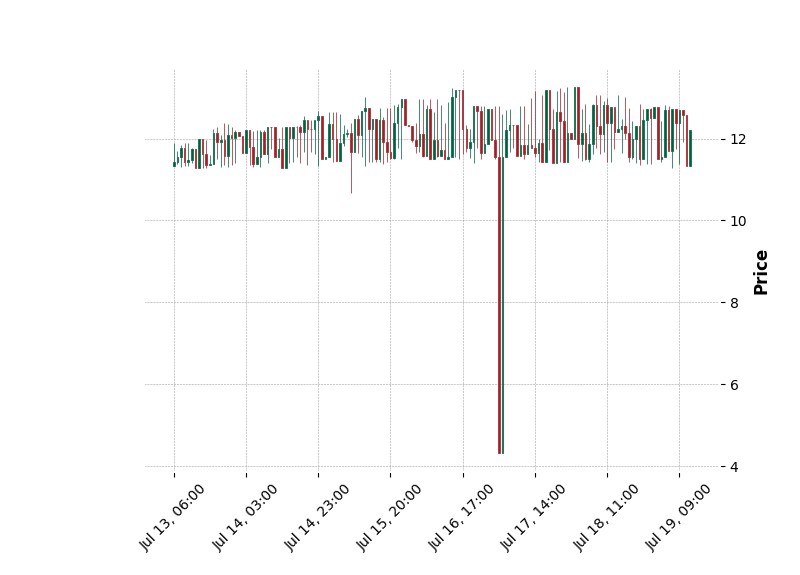 12
10
8
6
4
Price
Jul 13, 06:00
Jul 14, 03:00
Jul 14, 23:00
Jul 15, 20:00
Jul 16, 17:00
Jul 17, 14:00
Jul 18, 11:00
Jul 19, 09:00